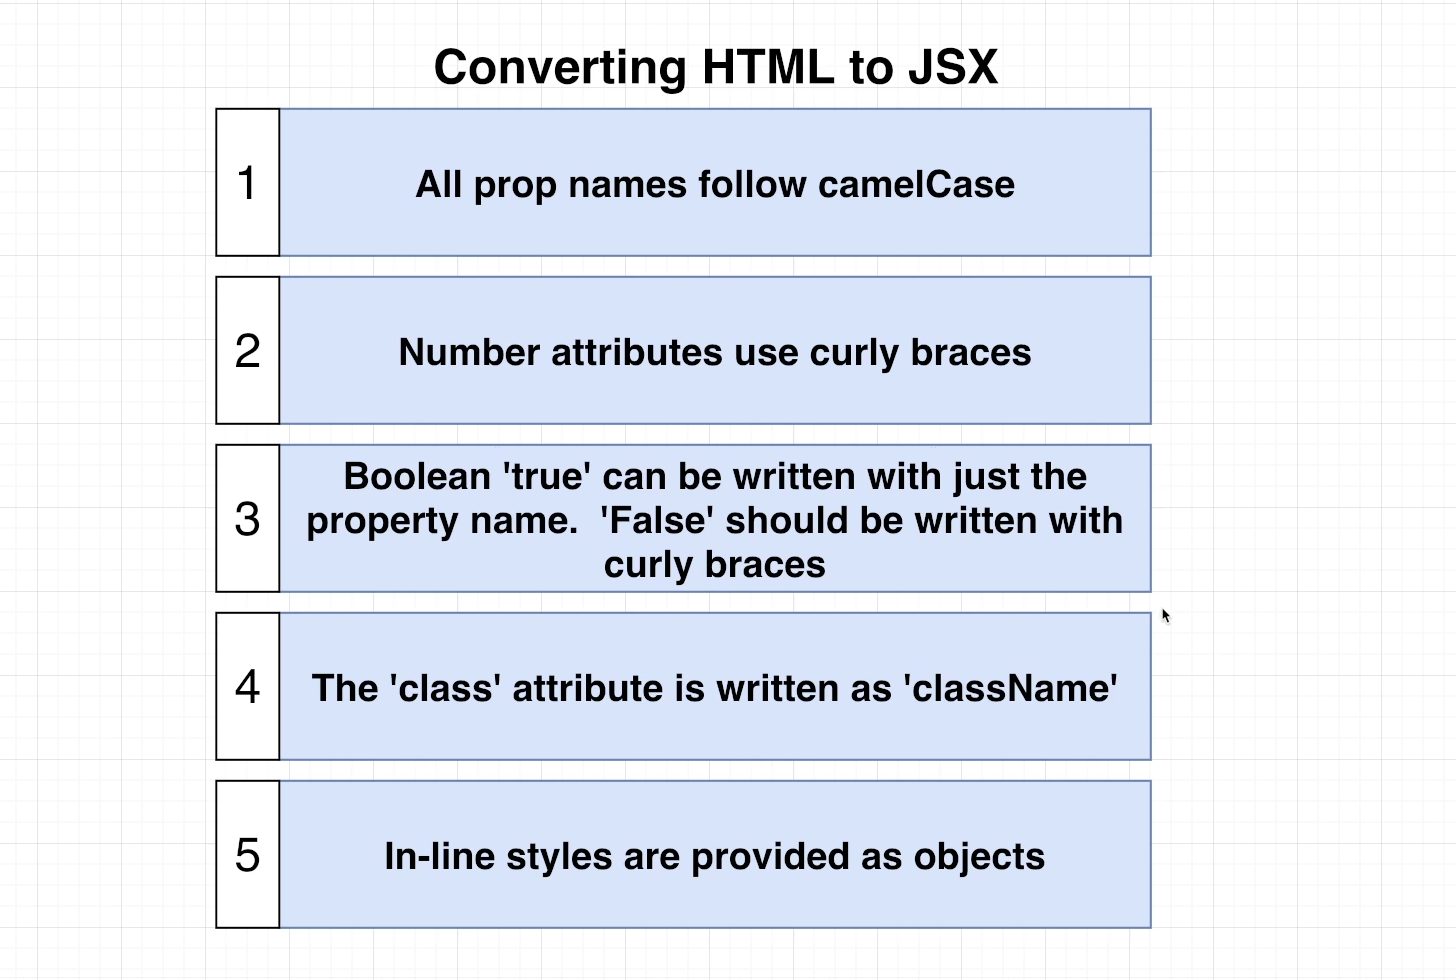 Converting HTML to JSX
1
All prop names follow camelCase
2
Number attributes use curly braces
3
Boolean 'true' can be written with just the
property name.  'False' should be written with
curly braces
4
The 'class' attribute is written as 'className'
5
In-line styles are provided as objects